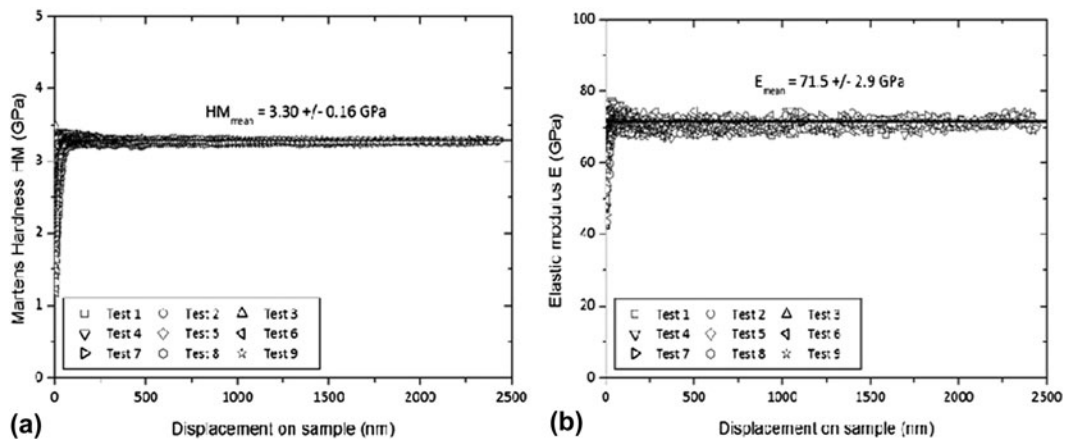 5
4
3
2
1
0
Martens Hardness HM (GPa)
HM_mean = 3.30 +/- 0.16 GPa
Test 1 Test 2 Test 3
Test 4 Test 5 Test 6
Test 7 Test 8 Test 9
0 500 1000 1500 2000 2500
Displacement on sample (nm)
(a)
100
80
60
40
20
0
Elastic modulus E (GPa)
E_mean = 71.5 +/- 2.9 GPa
Test 1 Test 2 Test 3
Test 4 Test 5 Test 6
Test 7 Test 8 Test 9
0 500 1000 1500 2000 2500
Displacement on sample (nm)
(b)